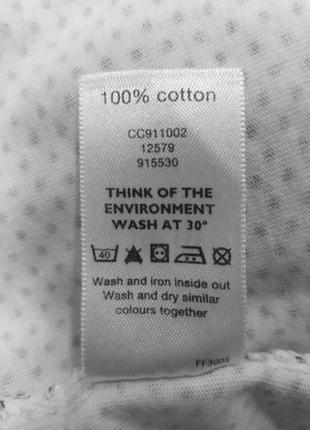 100% cotton
CC911002
12579
915530
THINK OF THE
ENVIRONMENT
WASH AT 30°
40
Wash and iron inside out
Wash and dry similar
colours together
FF3005